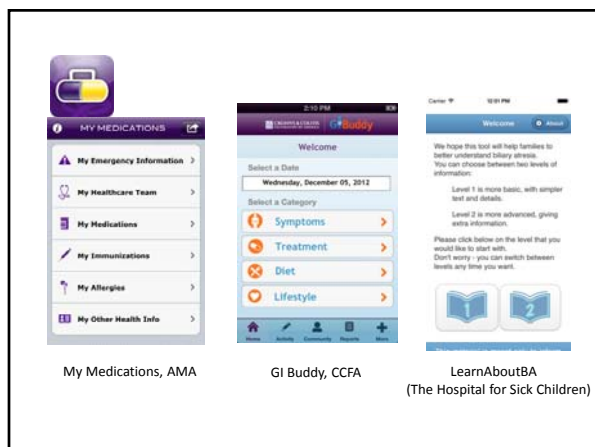 MY MEDICATIONS
My Emergency Information
My Healthcare Team
My Medications
My Immunizations
My Allergies
My Other Health Info
My Medications, AMA
2:10 PM
CROHN'S & COLITIS
GI Buddy
Welcome
Select a Date
Wednesday, December 05, 2012
Select a Category
Symptoms
Treatment
Diet
Lifestyle
Home Activity Community Reports More
GI Buddy, CCFA
Carrier 12:01 PM
Welcome About
We hope this tool will help families to
better understand biliary atresia.
You can choose between two levels of
information:
Level 1 is more basic, with simpler
text and details.
Level 2 is more advanced, giving
extra information.
Please click below on the level that you
would like to start with.
Don't worry - you can switch between
levels any time you want.
1 2
LearnAboutBA
(The Hospital for Sick Children)